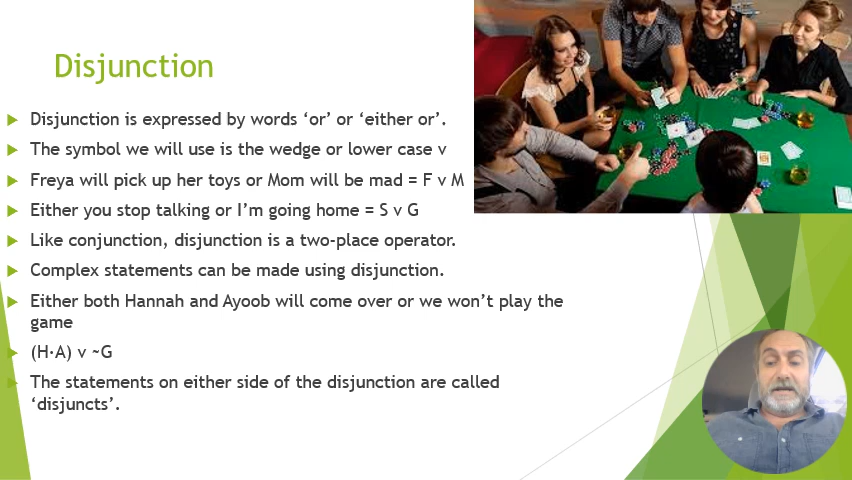 Disjunction
Disjunction is expressed by words ‘or’ or ‘either or’.
The symbol we will use is the wedge or lower case v
Freya will pick up her toys or Mom will be mad = F v M
Either you stop talking or I’m going home = S v G
Like conjunction, disjunction is a two-place operator.
Complex statements can be made using disjunction.
Either both Hannah and Ayoob will come over or we won’t play the
game
(H·A) v ~G
The statements on either side of the disjunction are called
‘disjuncts’.